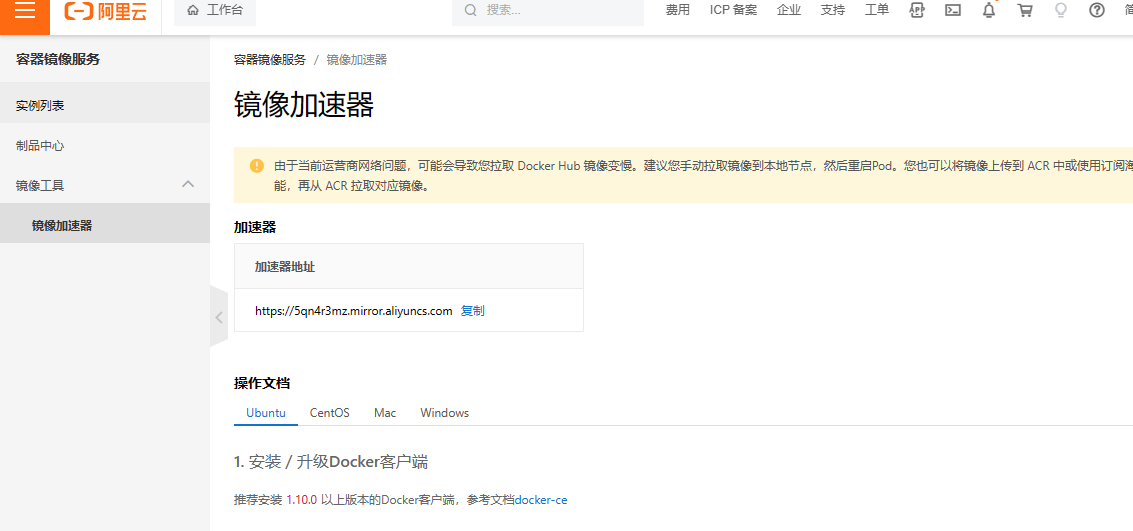 阿里云
工作台
搜索...
费用
ICP 备案
企业
支持
工单
容器镜像服务
实例列表
制品中心
镜像工具
镜像加速器
容器镜像服务 / 镜像加速器
镜像加速器
由于当前运营商网络问题，可能会导致您拉取 Docker Hub 镜像变慢。建议您手动拉取镜像到本地节点，然后重启Pod。您也可以将镜像上传到 ACR 中或使用订阅海
能，再从 ACR 拉取对应镜像。
加速器
加速器地址
https://5qn4r3mz.mirror.aliyuncs.com 复制
操作文档
Ubuntu CentOS Mac Windows
1. 安装 / 升级Docker客户端
推荐安装 1.10.0 以上版本的Docker客户端，参考文档docker-ce